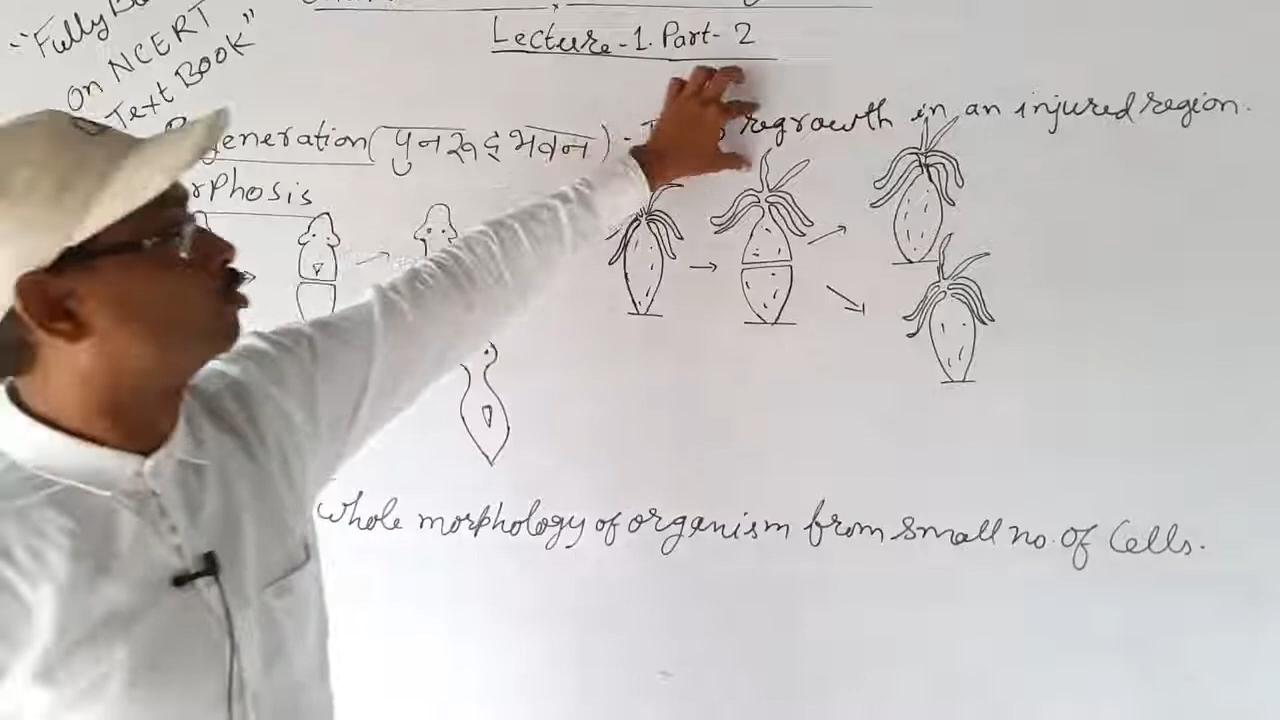 "Fully
on NCERT
Text Book"
Lecture-1. Part- 2
generation (पुनरूद्दभवन) - regrowth in an injured region.
rphosis
whole morphology of organism from small no. of Cells.